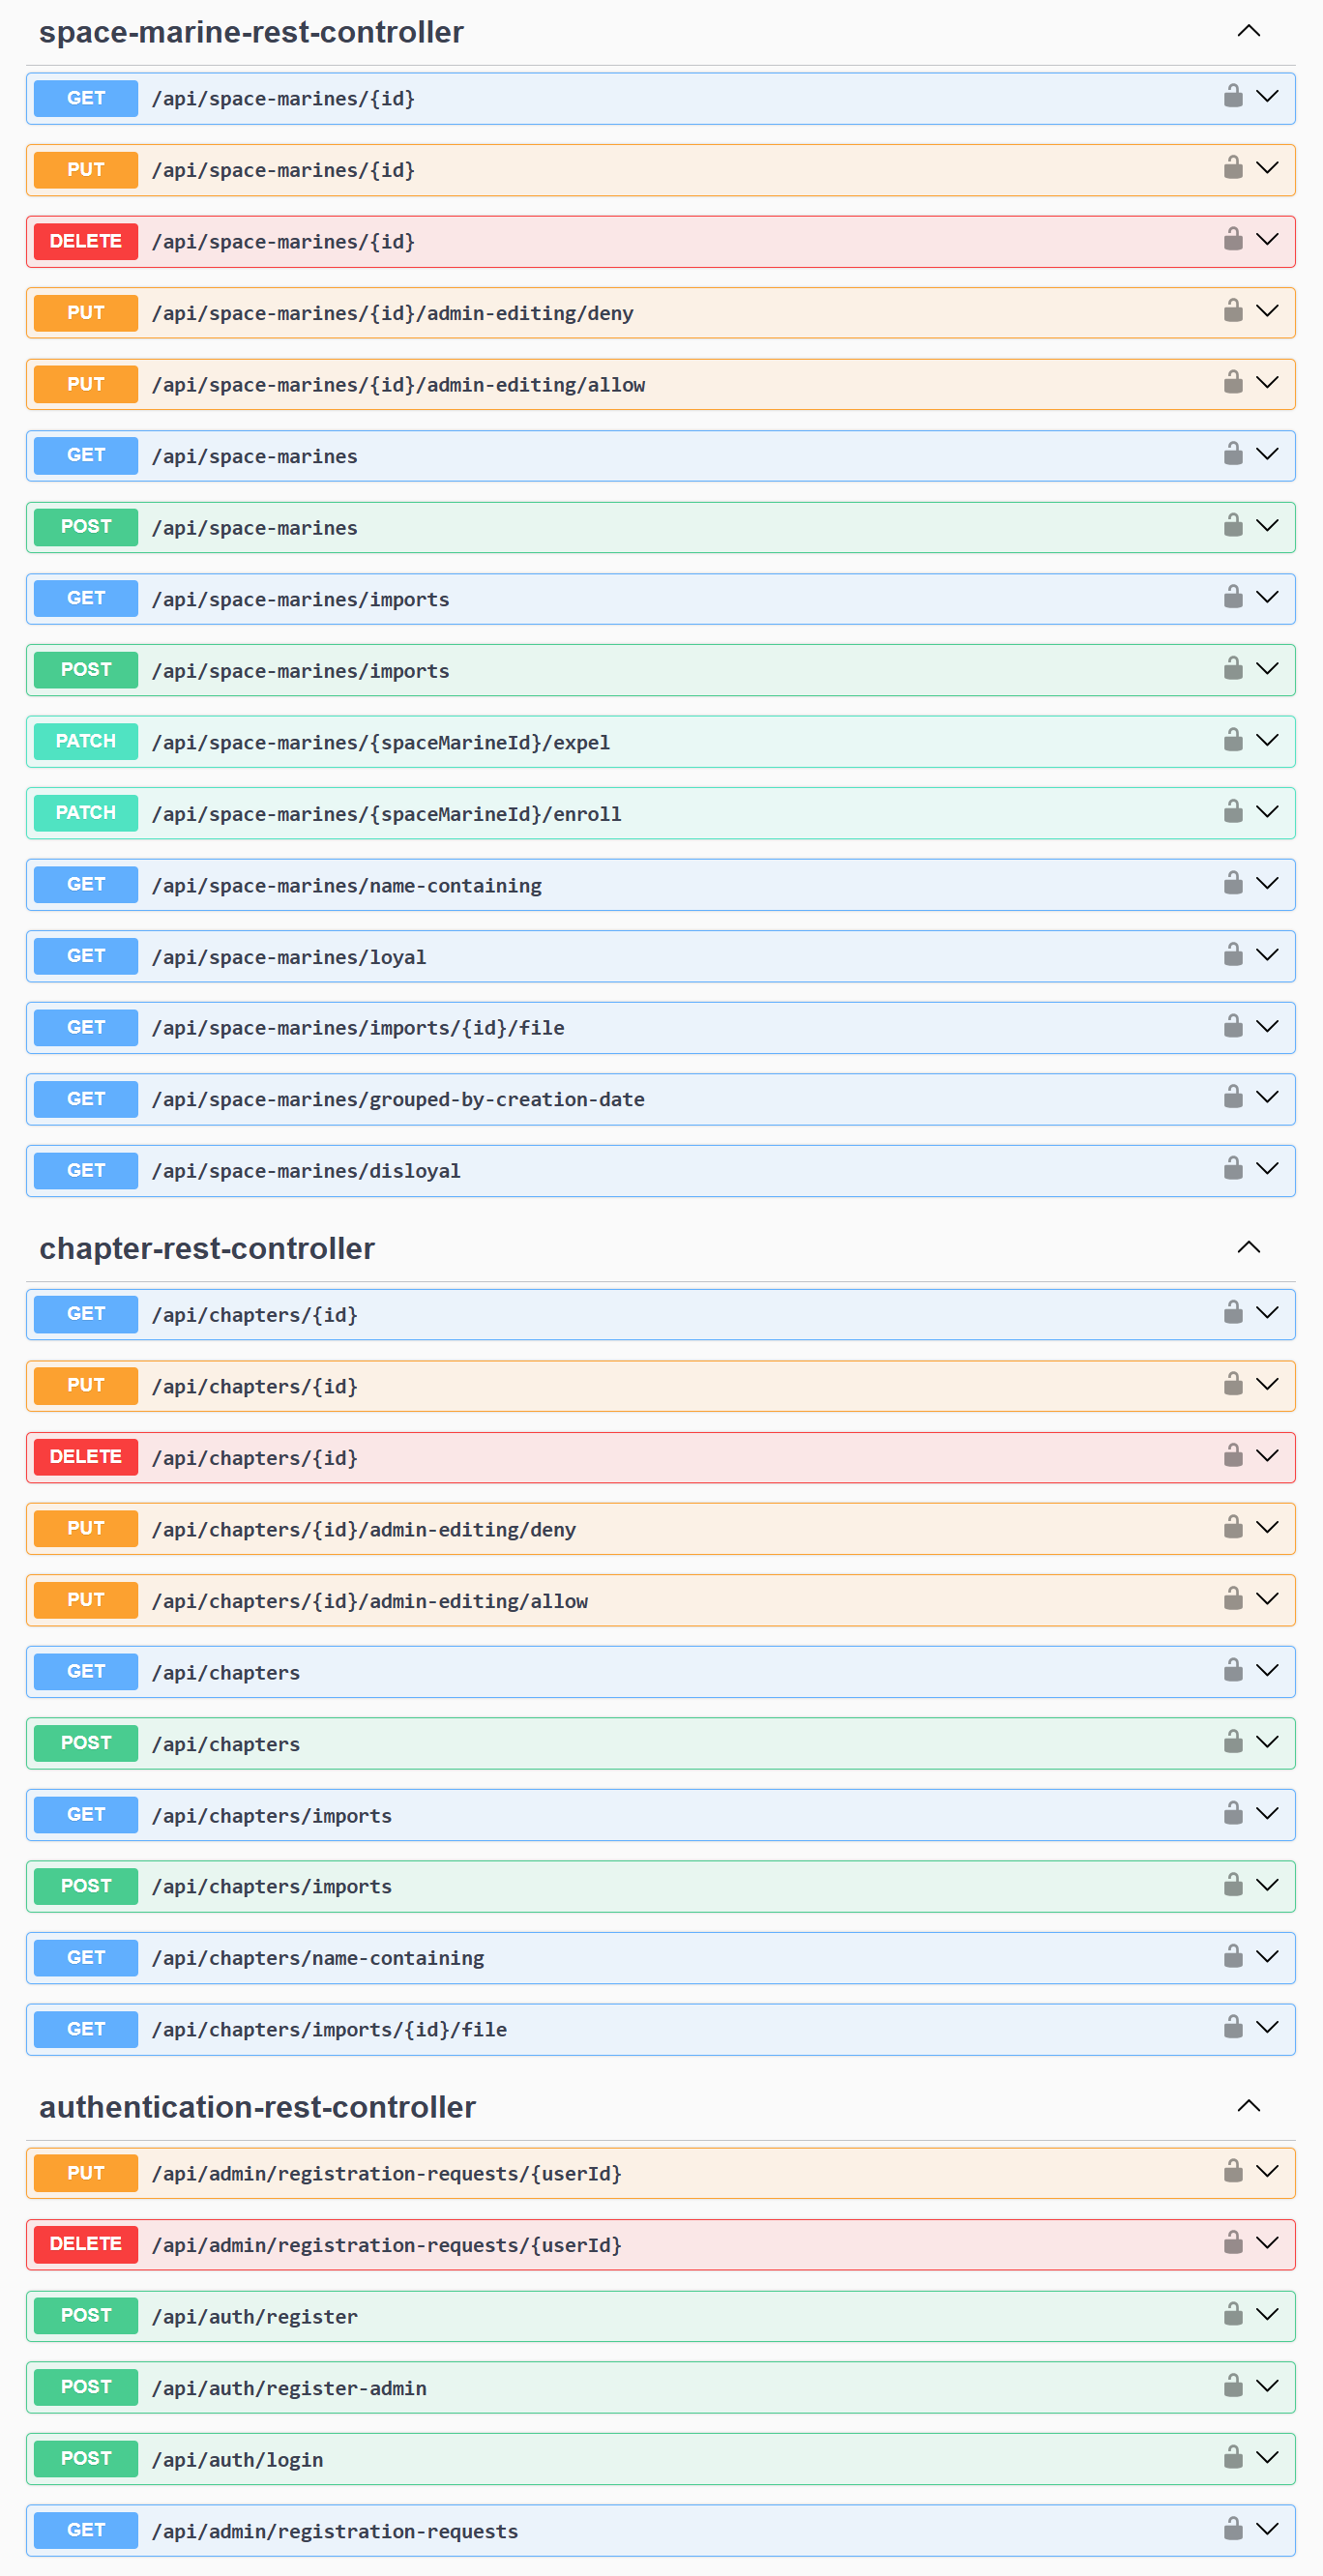 space-marine-rest-controller
GET /api/space-marines/{id}
PUT /api/space-marines/{id}
DELETE /api/space-marines/{id}
PUT /api/space-marines/{id}/admin-editing/deny
PUT /api/space-marines/{id}/admin-editing/allow
GET /api/space-marines
POST /api/space-marines
GET /api/space-marines/imports
POST /api/space-marines/imports
PATCH /api/space-marines/{spaceMarineId}/expel
PATCH /api/space-marines/{spaceMarineId}/enroll
GET /api/space-marines/name-containing
GET /api/space-marines/loyal
GET /api/space-marines/imports/{id}/file
GET /api/space-marines/grouped-by-creation-date
GET /api/space-marines/disloyal
chapter-rest-controller
GET /api/chapters/{id}
PUT /api/chapters/{id}
DELETE /api/chapters/{id}
PUT /api/chapters/{id}/admin-editing/deny
PUT /api/chapters/{id}/admin-editing/allow
GET /api/chapters
POST /api/chapters
GET /api/chapters/imports
POST /api/chapters/imports
GET /api/chapters/name-containing
GET /api/chapters/imports/{id}/file
authentication-rest-controller
PUT /api/admin/registration-requests/{userId}
DELETE /api/admin/registration-requests/{userId}
POST /api/auth/register
POST /api/auth/register-admin
POST /api/auth/login
GET /api/admin/registration-requests